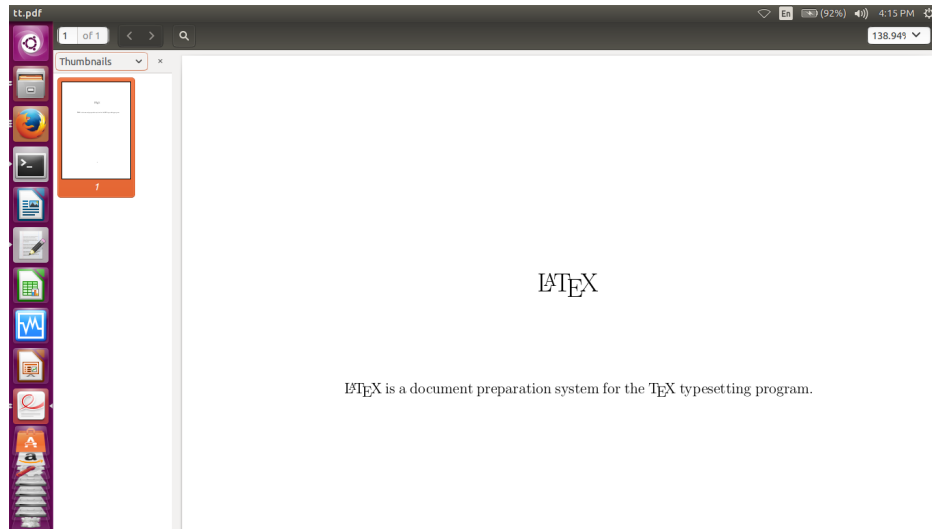 tt.pdf
En (92%) 4:15 PM
1 of 1
138.949
Thumbnails
1
LATEX
LATEX is a document preparation system for the TEX typesetting program.